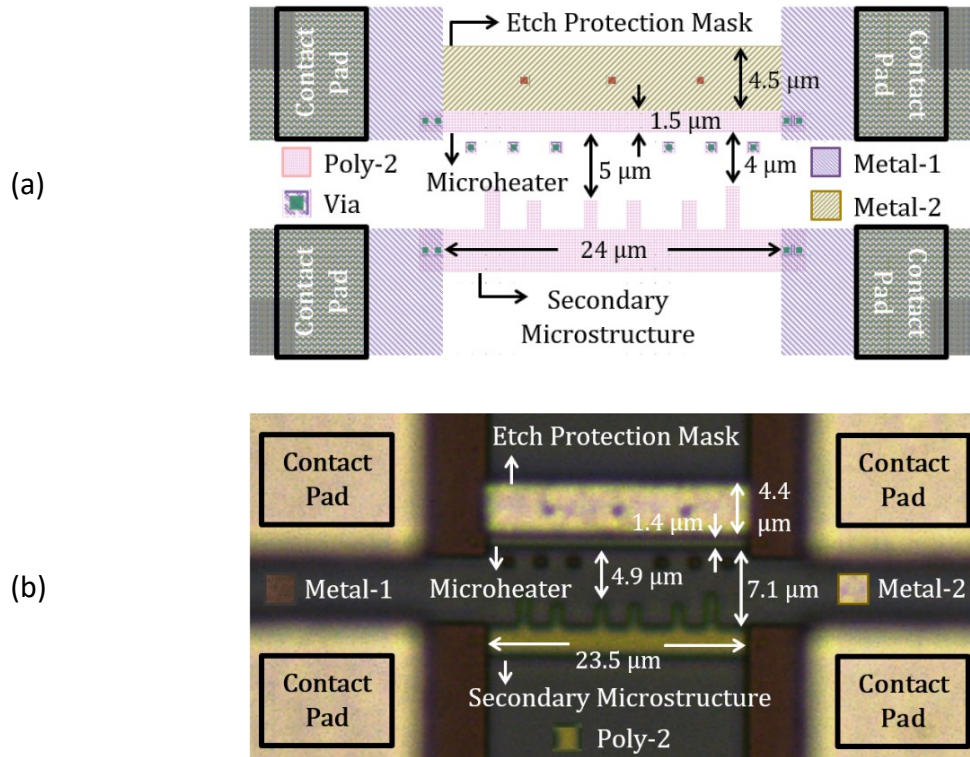 (a)
Etch Protection Mask
Contact
Pad
Contact
Pad
4.5 µm
1.5 µm
Poly-2
Microheater
5 µm
4 µm
Metal-1
Via
Metal-2
Contact
Pad
24 µm
Contact
Pad
Secondary
Microstructure
(b)
Etch Protection Mask
Contact
Pad
Contact
Pad
4.4
µm
1.4 µm
Metal-1
Microheater
4.9 µm
7.1 µm
Metal-2
Contact
Pad
23.5 µm
Contact
Pad
Secondary Microstructure
Poly-2